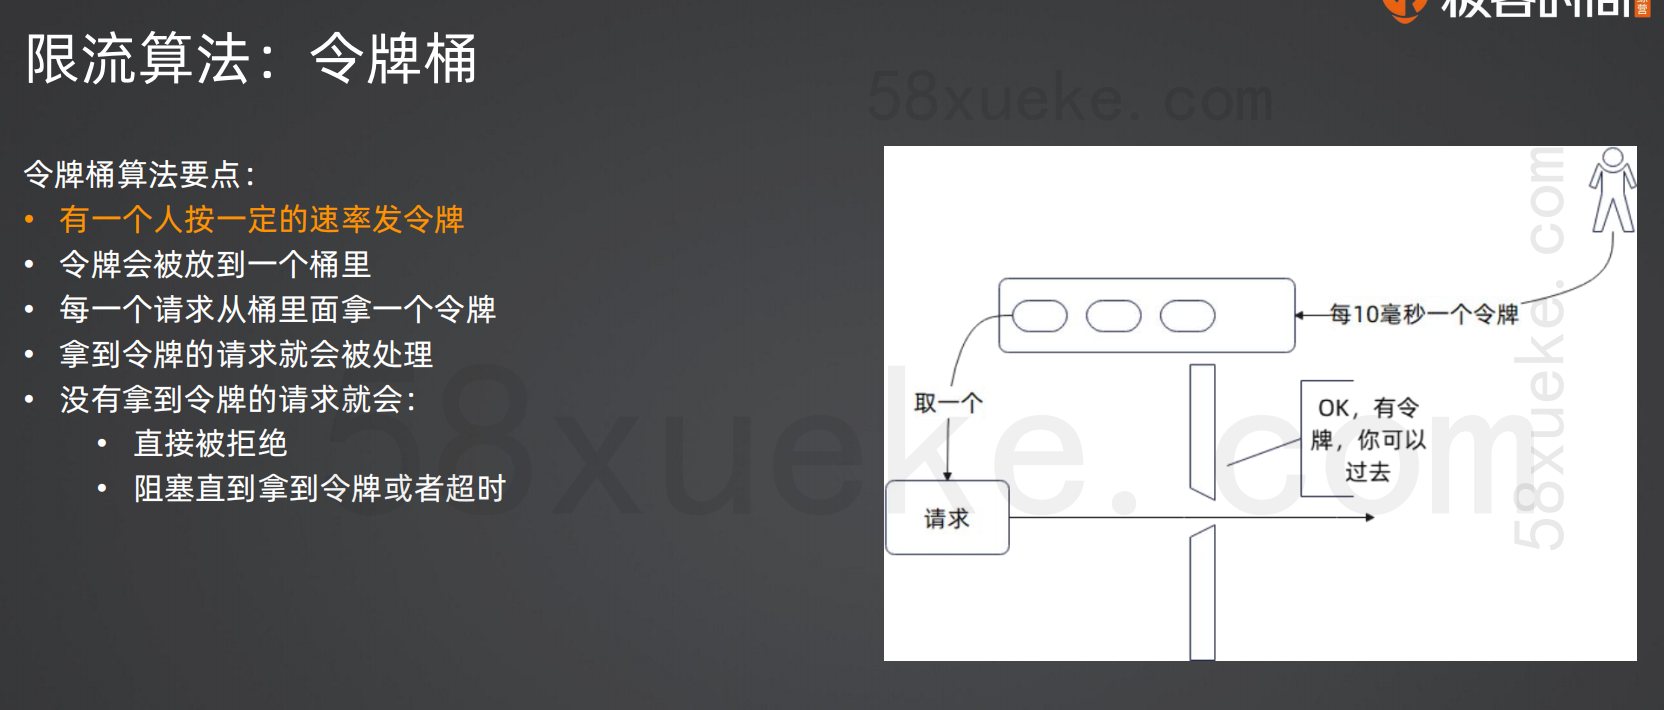 限流算法：令牌桶
58xueke.com
令牌桶算法要点：
• 有一个人按一定的速率发令牌
• 令牌会被放到一个桶里
• 每一个请求从桶里面拿一个令牌
• 拿到令牌的请求就会被处理
• 没有拿到令牌的请求就会：
• 直接被拒绝
• 阻塞直到拿到令牌或者超时
每10毫秒一个令牌
取一个
OK，有令
牌，你可以
过去
请求
58xueke.com
58xueke.com